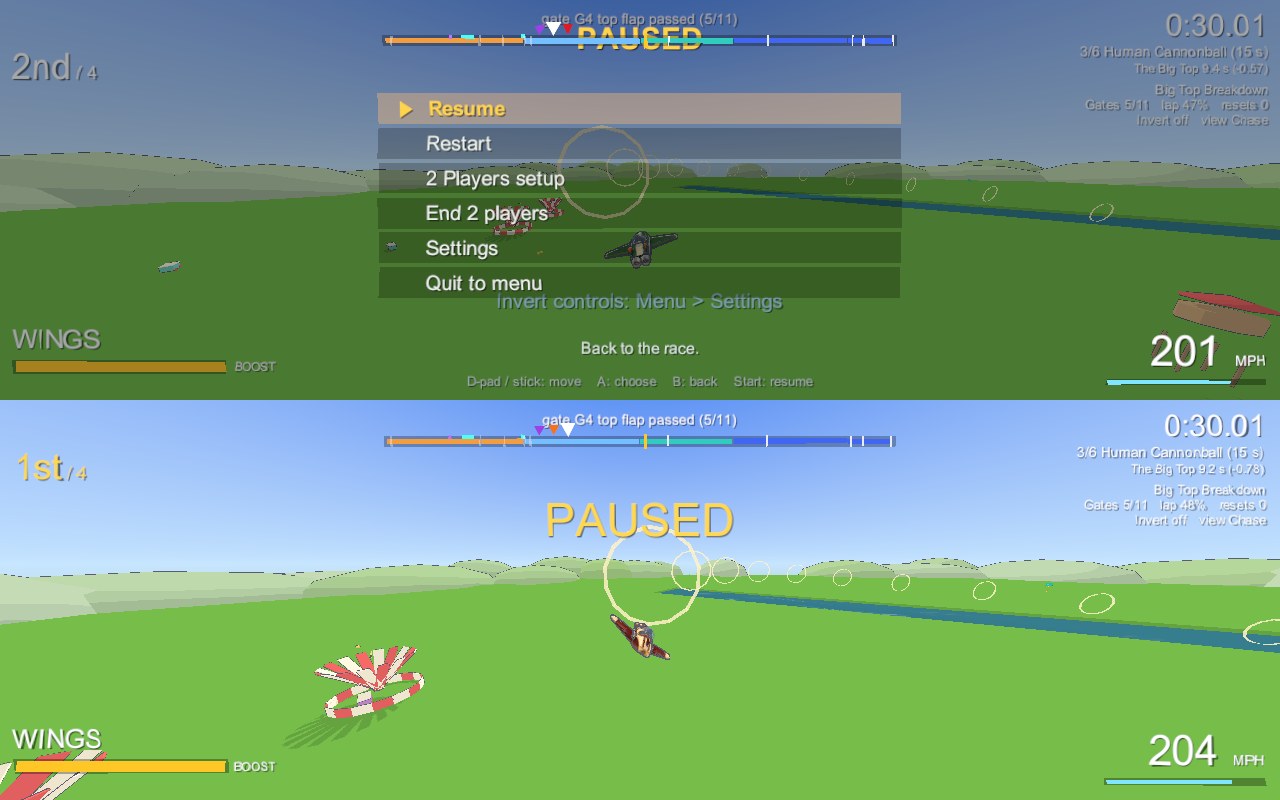 gate G4 top flap passed (5/11)
PAUSED
2nd / 4
0:30.01
3/6 Human Cannonball (15 s)
The Big Top 9.4 s (-0.57)
Big Top Breakdown
Gates 5/11 lap 47% resets 0
Invert off view Chase
Resume
Restart
2 Players setup
End 2 players
Settings
Quit to menu
Invert controls: Menu > Settings
WINGS
BOOST
Back to the race.
201 MPH
D-pad / stick: move A: choose B: back Start: resume
gate G4 top flap passed (5/11)
1st / 4
0:30.01
3/6 Human Cannonball (15 s)
The Big Top 9.2 s (-0.78)
Big Top Breakdown
Gates 5/11 lap 48% resets 0
Invert off view Chase
PAUSED
WINGS
BOOST
204 MPH